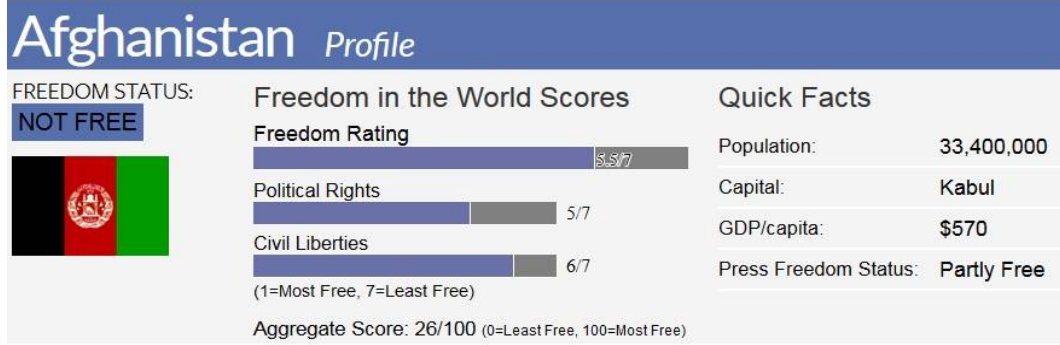 Afghanistan Profile
FREEDOM STATUS:
NOT FREE
Freedom in the World Scores
Freedom Rating
5.5/7
Political Rights
5/7
Civil Liberties
6/7
(1=Most Free, 7=Least Free)
Aggregate Score: 26/100 (0=Least Free, 100=Most Free)
Quick Facts
Population: 33,400,000
Capital: Kabul
GDP/capita: $570
Press Freedom Status: Partly Free